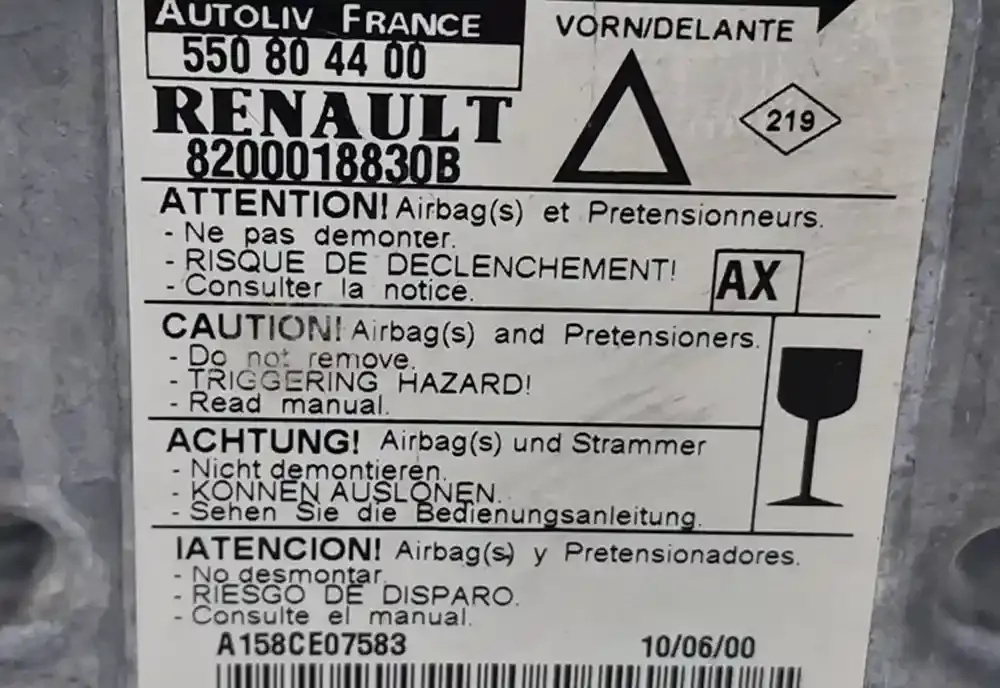 AUTOLIV FRANCE
550 80 44 00
VORN/DELANTE
RENAULT
219
8200018830B
ATTENTION! Airbag(s) et Pretensionneurs.
- Ne pas demonter.
- RISQUE DE DECLENCHEMENT!
- Consulter la notice.
AX
CAUTION! Airbag(s) and Pretensioners.
- Do not remove.
- TRIGGERING HAZARD!
- Read manual.
ACHTUNG! Airbag(s) und Strammer
- Nicht demontieren.
- KONNEN AUSLONEN.
- Sehen Sie die Bedienungsanleitung.
IATENCION! Airbag(s) y Pretensionadores.
- No desmontar.
- RIESGO DE DISPARO.
- Consulte el manual.
A158CE07583
10/06/00